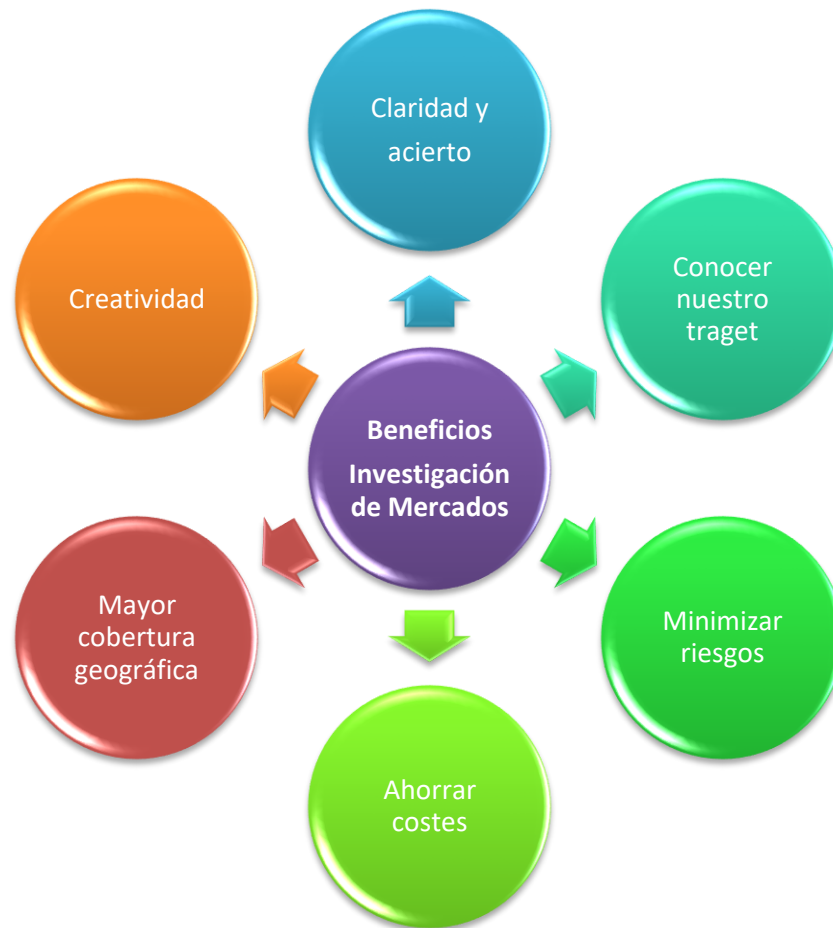 Claridad y
acierto
Conocer
nuestro
traget
Creatividad
Beneficios
Investigación
de Mercados
Mayor
cobertura
geográfica
Minimizar
riesgos
Ahorrar
costes